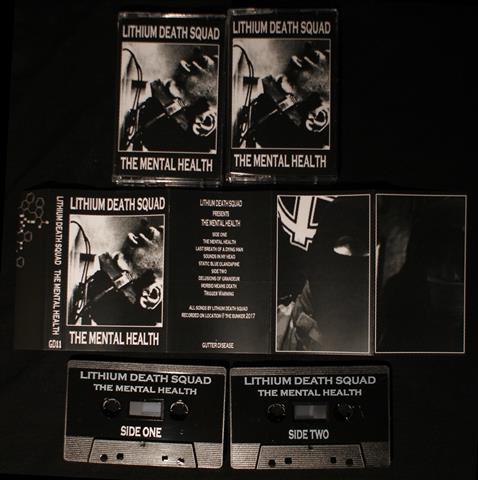 LITHIUM DEATH SQUAD
THE MENTAL HEALTH
LITHIUM DEATH SQUAD
THE MENTAL HEALTH
LITHIUM DEATH SQUAD THE MENTAL HEALTH
GD11
LITHIUM DEATH SQUAD
THE MENTAL HEALTH
LITHIUM DEATH SQUAD
PRESENTS
THE MENTAL HEALTH
SIDE ONE
THE MENTAL HEALTH
LAST BREATH OF A DYING MAN
SOUNDS IN MY HEAD
STATIC BLUE OLANZAPINE
SIDE TWO
DELUSIONS OF GRANDEUR
MORBID MEANS DEATH
TRIGGER WARNING
ALL SONGS BY LITHIUM DEATH SQUAD
RECORDED ON LOCATION @ THE BUNKER 2017
GUTTER DISEASE
LITHIUM DEATH SQUAD
THE MENTAL HEALTH
SIDE ONE
LITHIUM DEATH SQUAD
THE MENTAL HEALTH
SIDE TWO